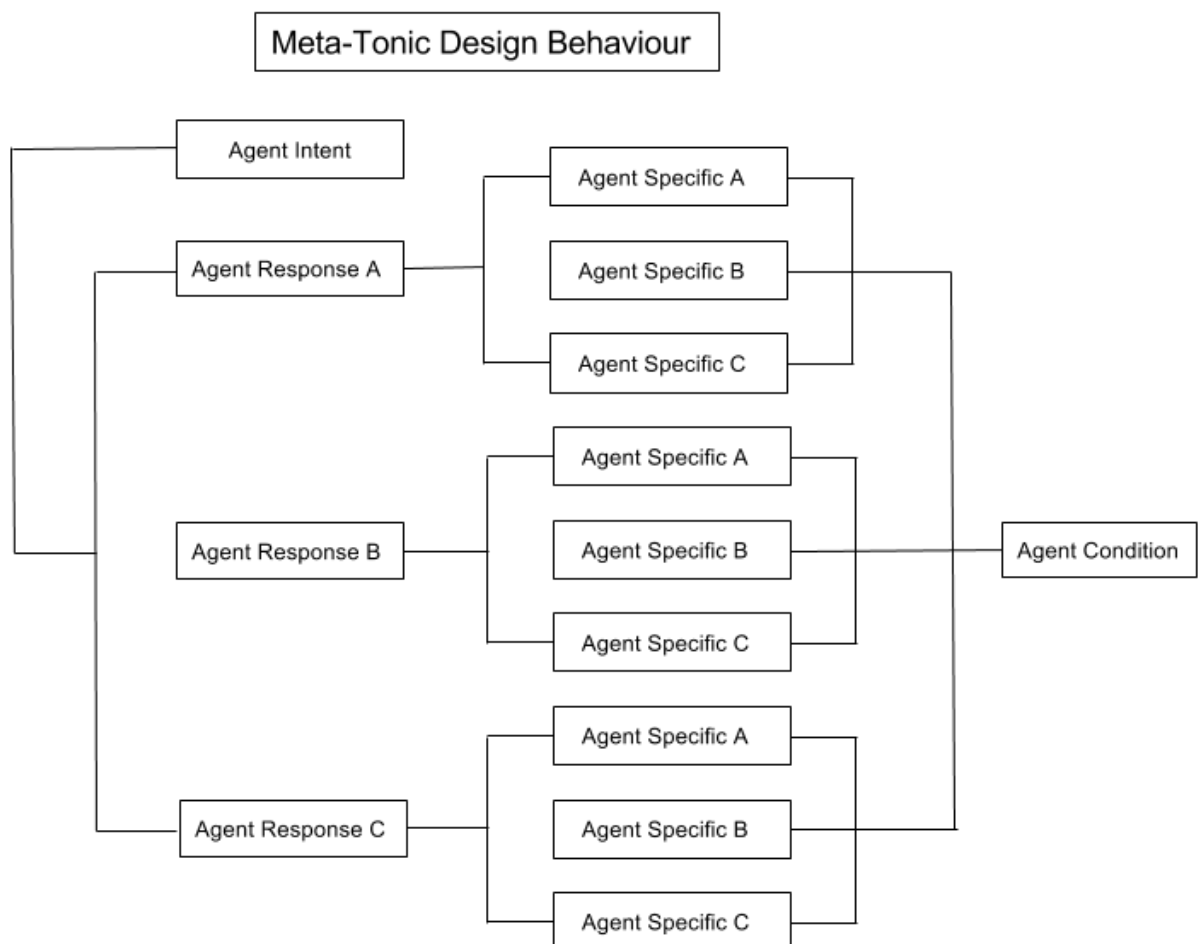 Meta-Tonic Design Behaviour
Agent Intent
Agent Response A
Agent Specific A
Agent Specific B
Agent Specific C
Agent Response B
Agent Specific A
Agent Specific B
Agent Specific C
Agent Response C
Agent Specific A
Agent Specific B
Agent Specific C
Agent Condition